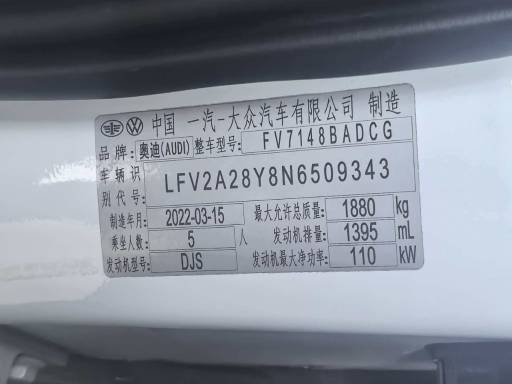 中国 一汽-大众汽车有限公司 制造
品牌: 奥迪(AUDI) 整车型号: FV7148BADCG
车辆识别代号: LFV2A28Y8N6509343
制造年月: 2022-03-15 最大允许总质量: 1880 kg
乘坐人数: 5 人 发动机排量: 1395 mL
发动机型号: DJS 发动机最大净功率: 110 kW